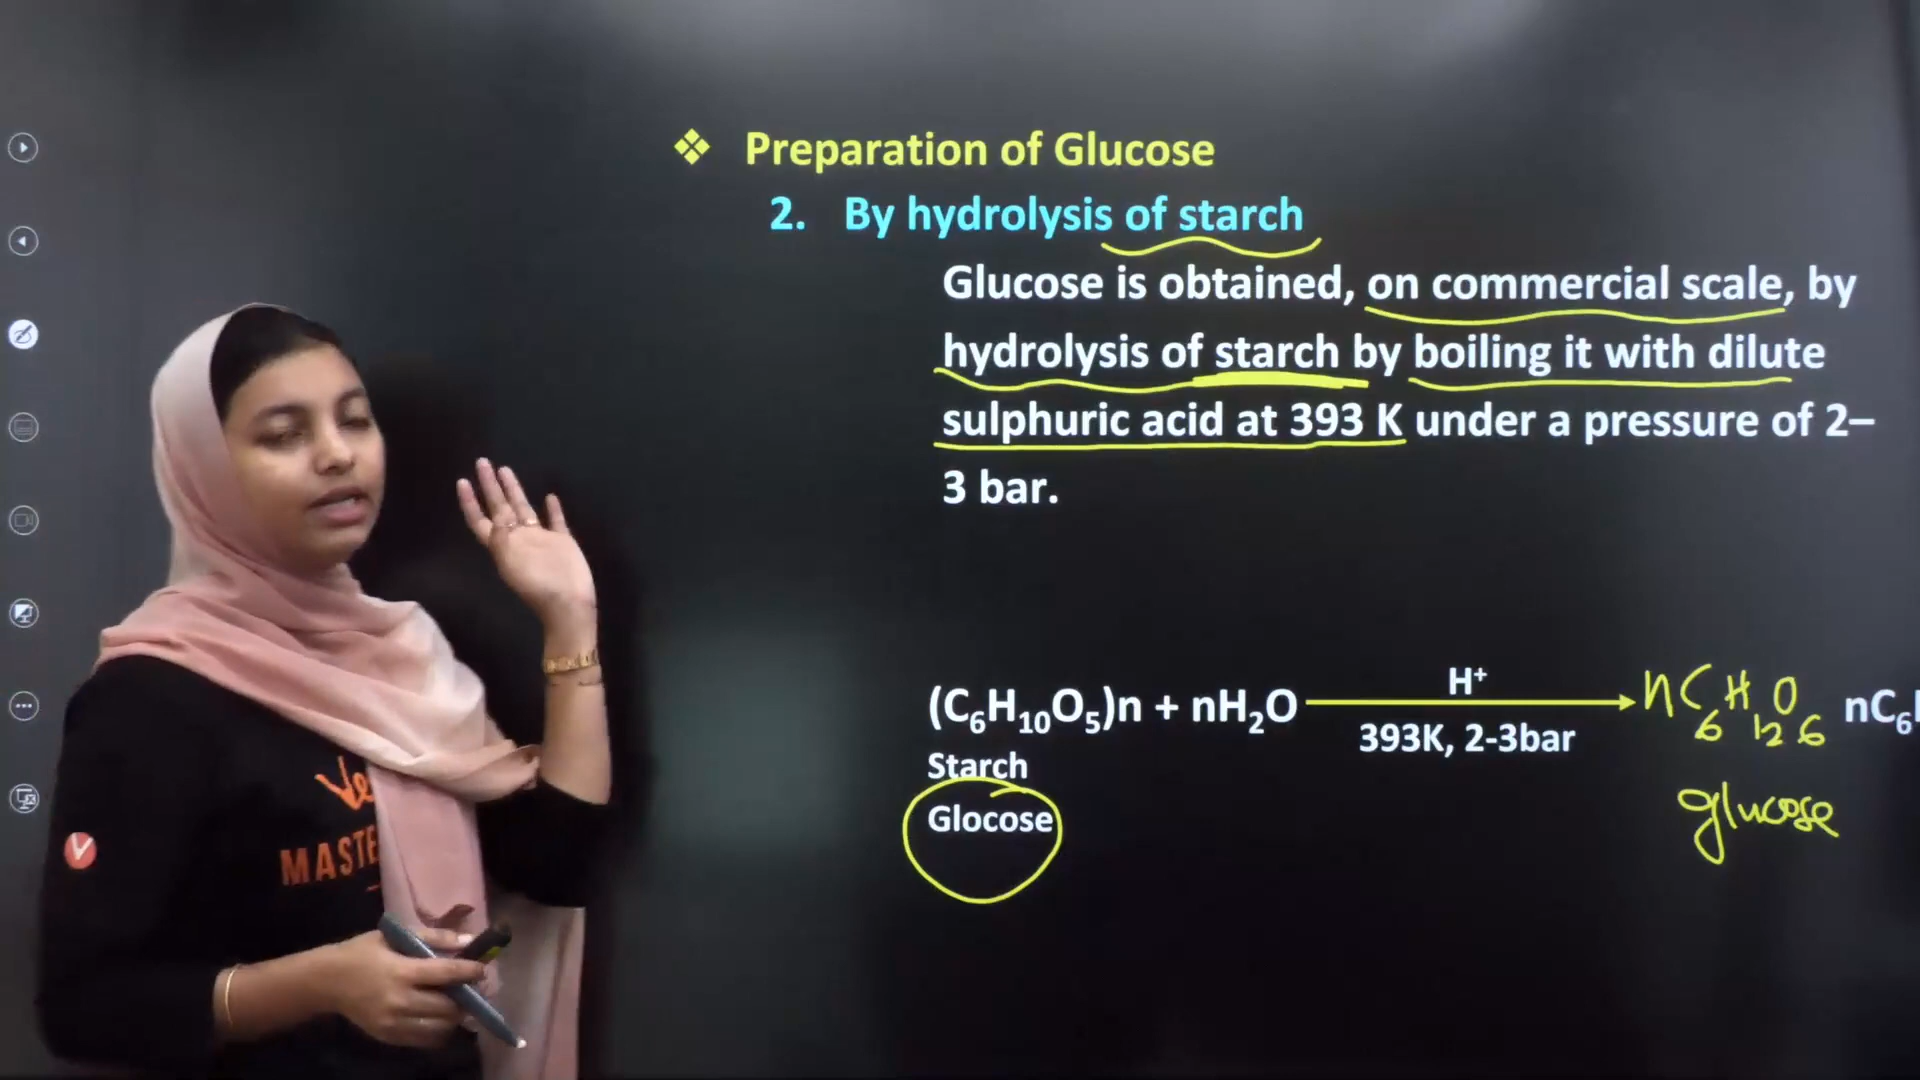 ❖ Preparation of Glucose
2. By hydrolysis of starch
Glucose is obtained, on commercial scale, by
hydrolysis of starch by boiling it with dilute
sulphuric acid at 393 K under a pressure of 2–
3 bar.
(C₆H₁₀O₅)n + nH₂O H⁺ nC₆H₁₂O₆ nC₆
393K, 2-3bar
Starch
Glocose glucose
Ve
MASTE
V